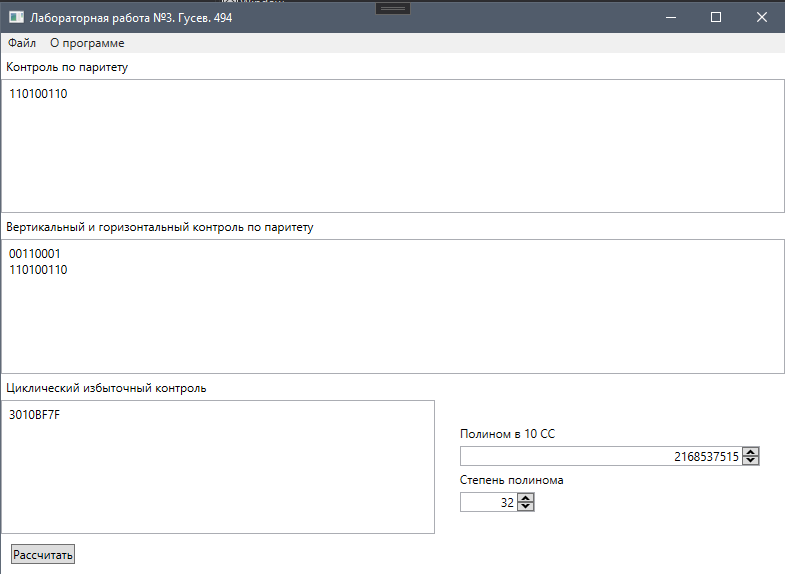 Лабораторная работа №3. Гусев. 494
Файл О программе
Контроль по паритету
110100110
Вертикальный и горизонтальный контроль по паритету
00110001
110100110
Циклический избыточный контроль
3010BF7F
Полином в 10 СС
2168537515
Степень полинома
32
Рассчитать